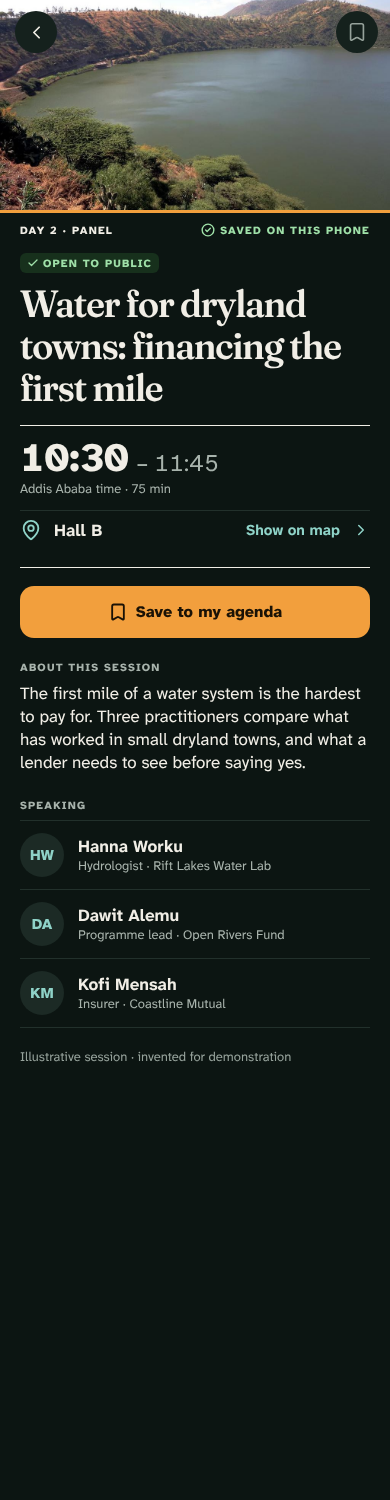 DAY 2 · PANEL
SAVED ON THIS PHONE
OPEN TO PUBLIC
Water for dryland
towns: financing the
first mile
10:30 – 11:45
Addis Ababa time · 75 min
Hall B
Show on map
Save to my agenda
ABOUT THIS SESSION
The first mile of a water system is the hardest
to pay for. Three practitioners compare what
has worked in small dryland towns, and what a
lender needs to see before saying yes.
SPEAKING
HW
Hanna Worku
Hydrologist · Rift Lakes Water Lab
DA
Dawit Alemu
Programme lead · Open Rivers Fund
KM
Kofi Mensah
Insurer · Coastline Mutual
Illustrative session · invented for demonstration